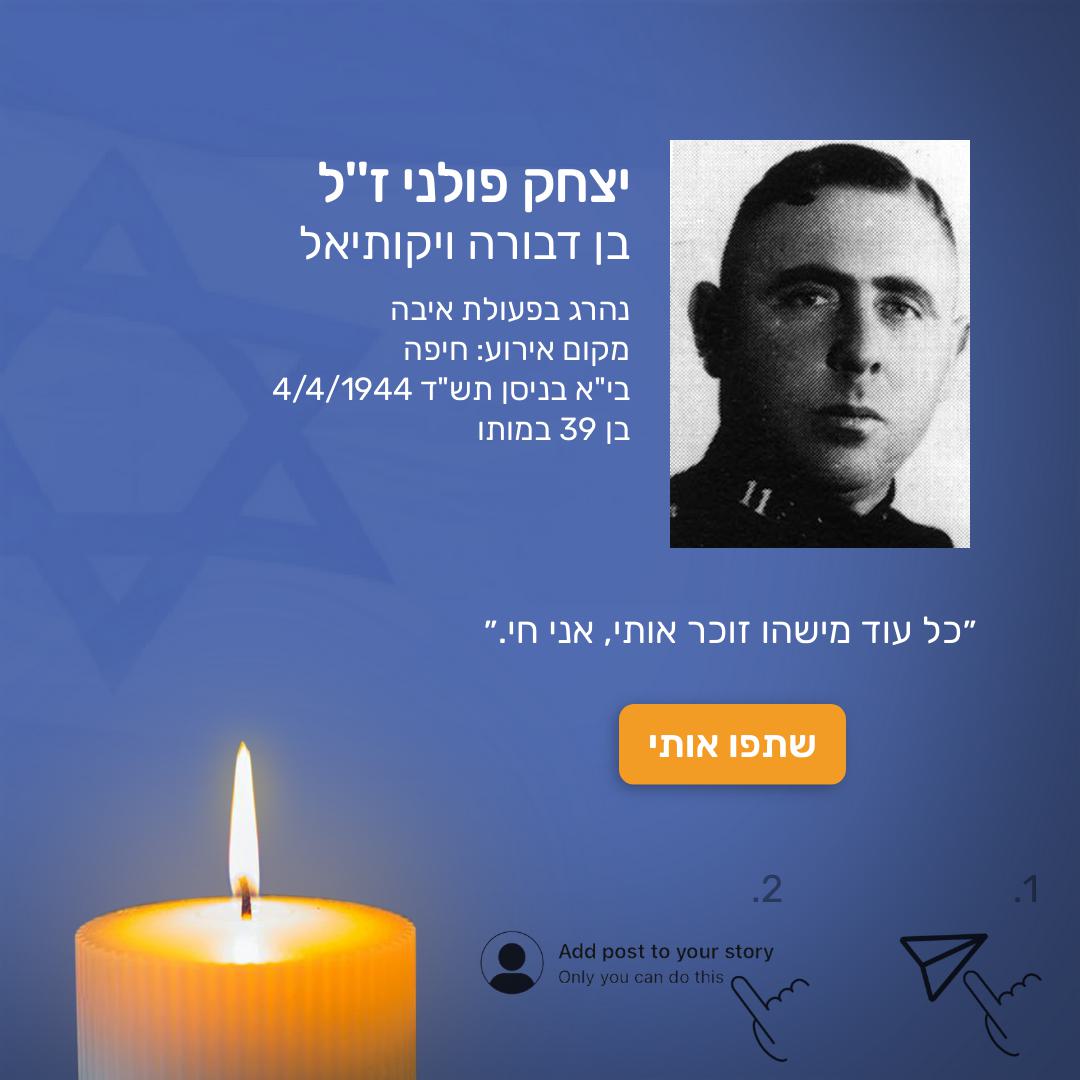 יצחק פולני ז"ל
בן דבורה ויקותיאל
נהרג בפעולת איבה
מקום אירוע: חיפה
בי"א בניסן תש"ד 4/4/1944
בן 39 במותו
11
"כל עוד מישהו זוכר אותי, אני חי."
שתפו אותי
1.
2.
Add post to your story
Only you can do this